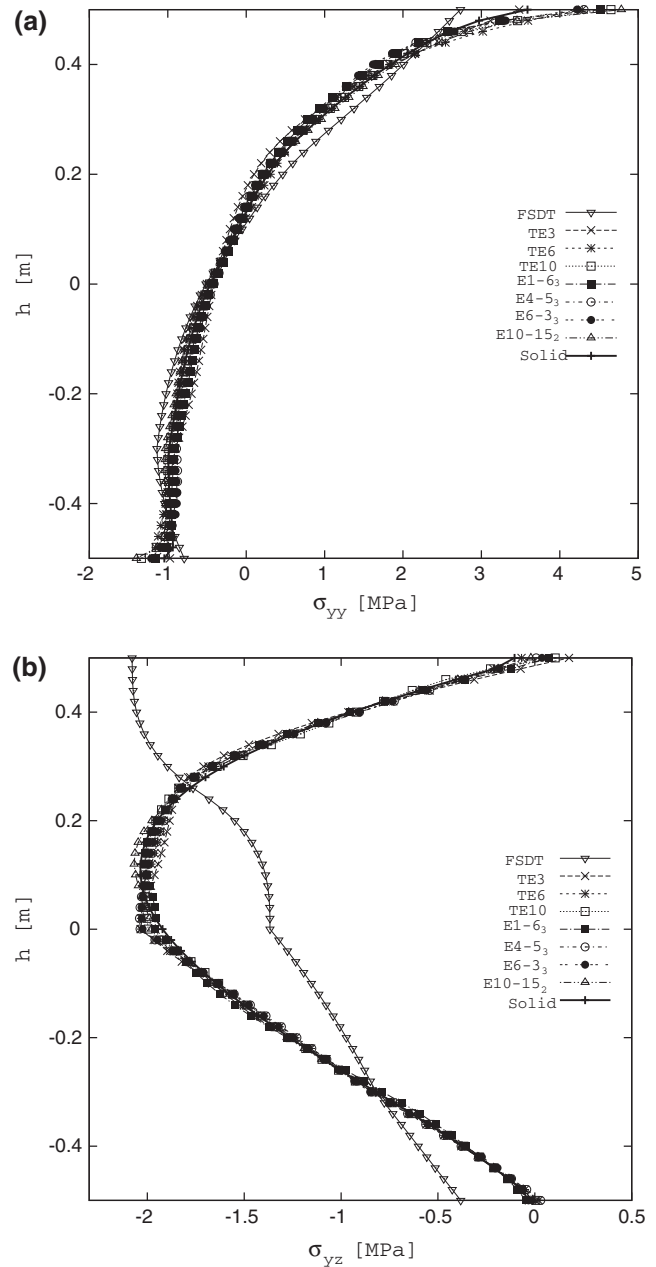 (a)
0.4
0.2
0
-0.2
-0.4
h [m]
FSDT
TE3
TE6
TE10
E1-6₃
E4-5₃
E6-3₃
E10-15₂
Solid
-2 -1 0 1 2 3 4 5
σyy [MPa]
(b)
0.4
0.2
0
-0.2
-0.4
h [m]
FSDT
TE3
TE6
TE10
E1-6₃
E4-5₃
E6-3₃
E10-15₂
Solid
-2 -1.5 -1 -0.5 0 0.5
σyz [MPa]